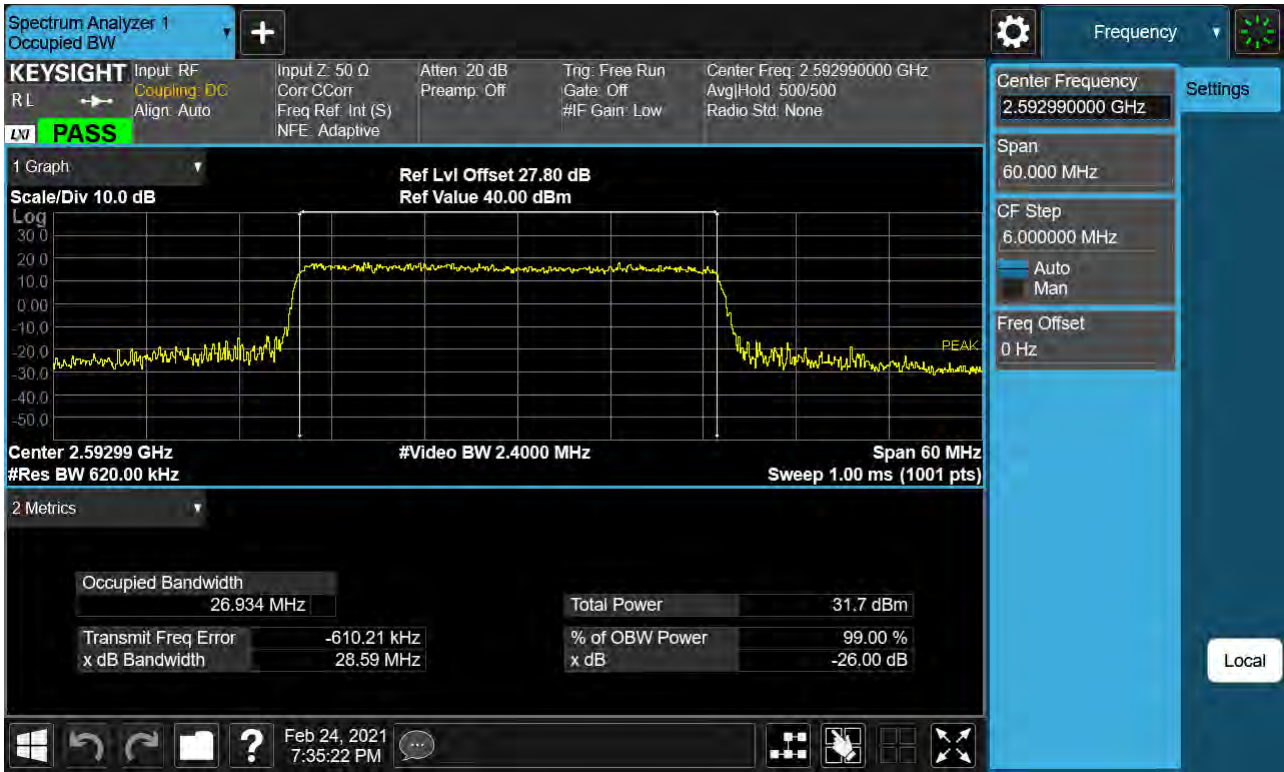 Spectrum Analyzer 1
Occupied BW
+
Frequency
KEYSIGHT
RL
LXI
PASS
Input: RF
Coupling: DC
Align: Auto
Input Z: 50 Ω
Corr CCorr
Freq Ref: Int (S)
NFE: Adaptive
Atten: 20 dB
Preamp: Off
Trig: Free Run
Gate: Off
#IF Gain: Low
Center Freq: 2.592990000 GHz
Avg|Hold: 500/500
Radio Std: None
Center Frequency
2.592990000 GHz
Settings
Span
60.000 MHz
CF Step
6.000000 MHz
Auto
Man
Freq Offset
0 Hz
1 Graph
Scale/Div 10.0 dB
Ref Lvl Offset 27.80 dB
Ref Value 40.00 dBm
Log
30.0
20.0
10.0
0.00
-10.0
-20.0
-30.0
-40.0
-50.0
PEAK
Center 2.59299 GHz
#Video BW 2.4000 MHz
Span 60 MHz
#Res BW 620.00 kHz
Sweep 1.00 ms (1001 pts)
2 Metrics
Occupied Bandwidth
26.934 MHz
Total Power 31.7 dBm
Transmit Freq Error -610.21 kHz
% of OBW Power 99.00 %
x dB Bandwidth 28.59 MHz
x dB -26.00 dB
Local
?
Feb 24, 2021
7:35:22 PM